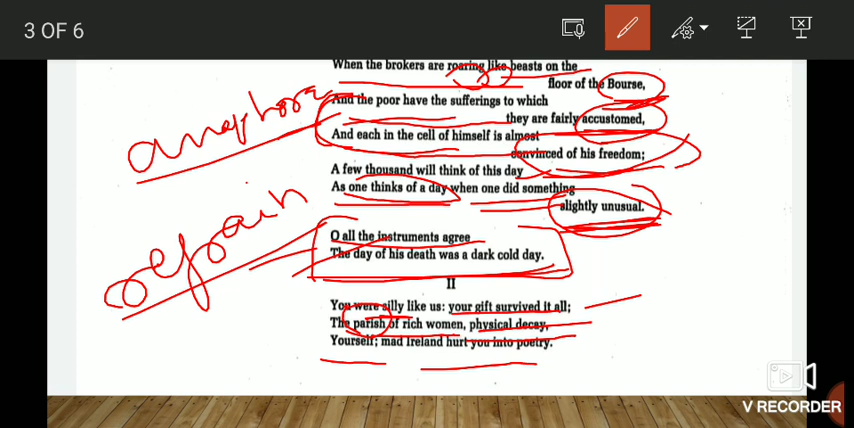 3 OF 6
When the brokers are roaring like beasts on the
floor of the Bourse,
And the poor have the sufferings to which
they are fairly accustomed,
And each in the cell of himself is almost
convinced of his freedom;
A few thousand will think of this day
As one thinks of a day when one did something
slightly unusual.
O all the instruments agree
The day of his death was a dark cold day.
II
You were silly like us: your gift survived it all;
The parish of rich women, physical decay,
Yourself; mad Ireland hurt you into poetry.
anaphora
refrain
V RECORDER